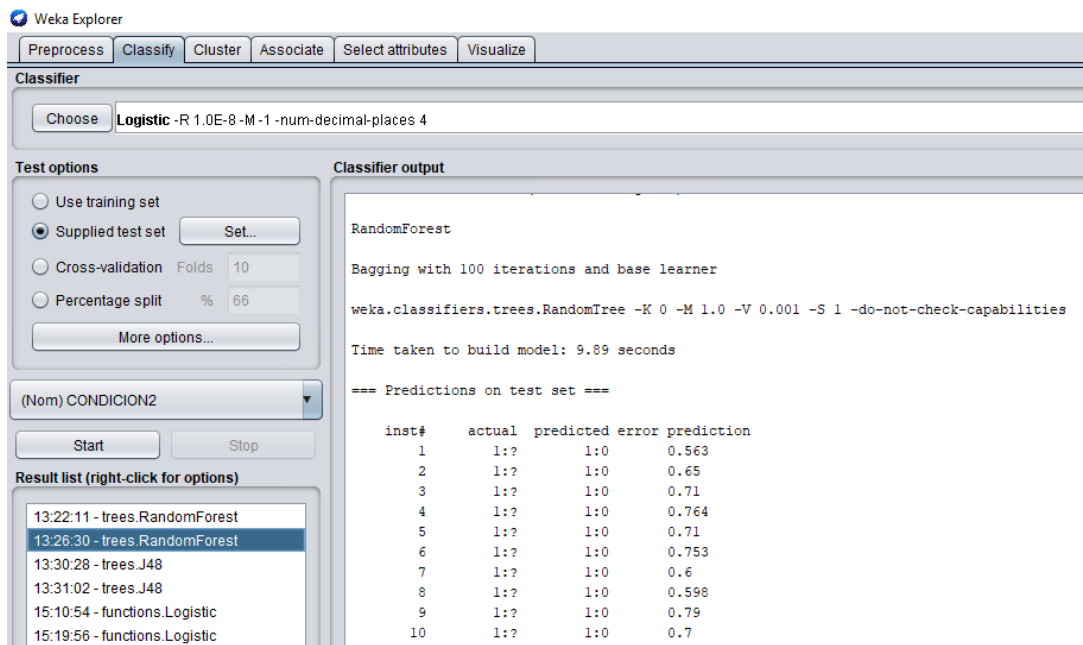 Weka Explorer
Preprocess Classify Cluster Associate Select attributes Visualize
Classifier
Choose Logistic -R 1.0E-8 -M -1 -num-decimal-places 4
Test options
Use training set
Supplied test set Set...
Cross-validation Folds 10
Percentage split % 66
More options...
(Nom) CONDICION2
Start Stop
Result list (right-click for options)
13:22:11 - trees.RandomForest
13:26:30 - trees.RandomForest
13:30:28 - trees.J48
13:31:02 - trees.J48
15:10:54 - functions.Logistic
15:19:56 - functions.Logistic
Classifier output
RandomForest
Bagging with 100 iterations and base learner
weka.classifiers.trees.RandomTree -K 0 -M 1.0 -V 0.001 -S 1 -do-not-check-capabilities
Time taken to build model: 9.89 seconds
=== Predictions on test set ===
inst# actual predicted error prediction
1 1:? 1:0 0.563
2 1:? 1:0 0.65
3 1:? 1:0 0.71
4 1:? 1:0 0.764
5 1:? 1:0 0.71
6 1:? 1:0 0.753
7 1:? 1:0 0.6
8 1:? 1:0 0.598
9 1:? 1:0 0.79
10 1:? 1:0 0.7